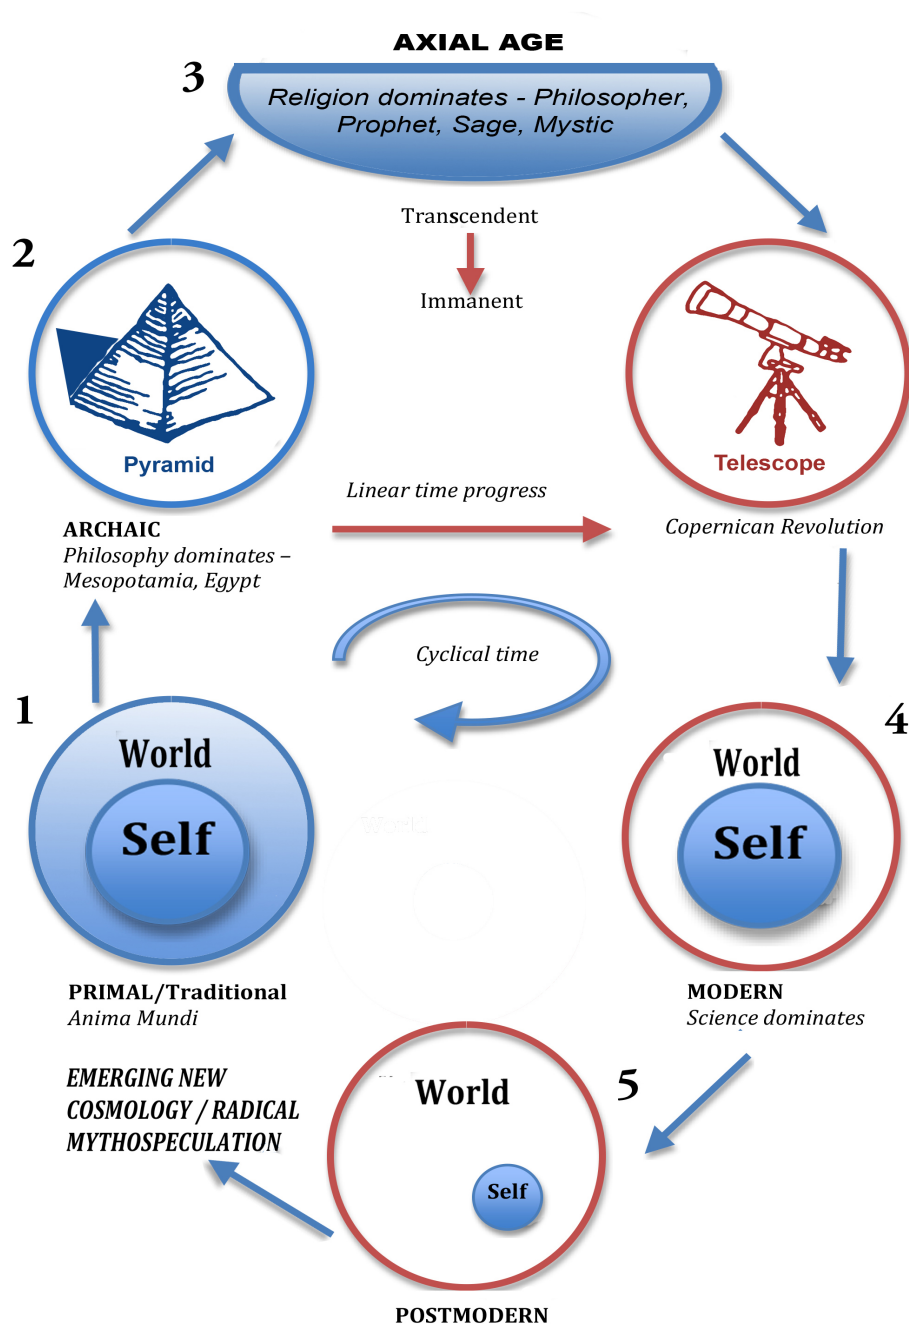 AXIAL AGE
3
Religion dominates - Philosopher,
Prophet, Sage, Mystic
Transcendent
Immanent
2
Pyramid
ARCHAIC
Philosophy dominates –
Mesopotamia, Egypt
Telescope
Copernican Revolution
Linear time progress
Cyclical time
1
World
Self
PRIMAL/Traditional
Anima Mundi
4
World
Self
MODERN
Science dominates
World
5
World
Self
POSTMODERN
EMERGING NEW
COSMOLOGY / RADICAL
MYTHOSPECULATION